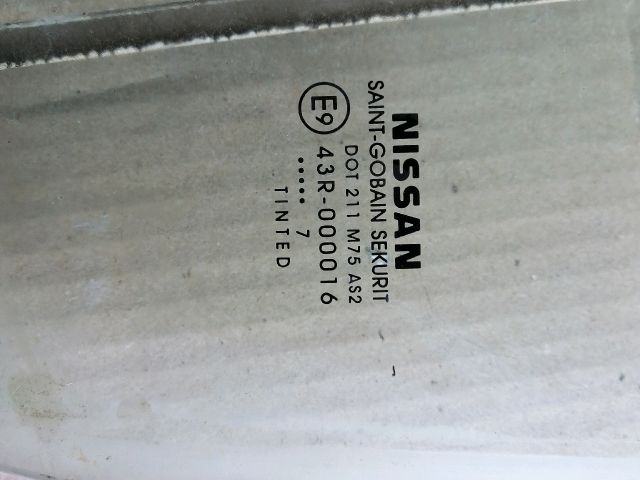 NISSAN
SAINT-GOBAIN SEKURIT
DOT 211 M75 AS2
E9 43R-000016
..... 7
TINTED